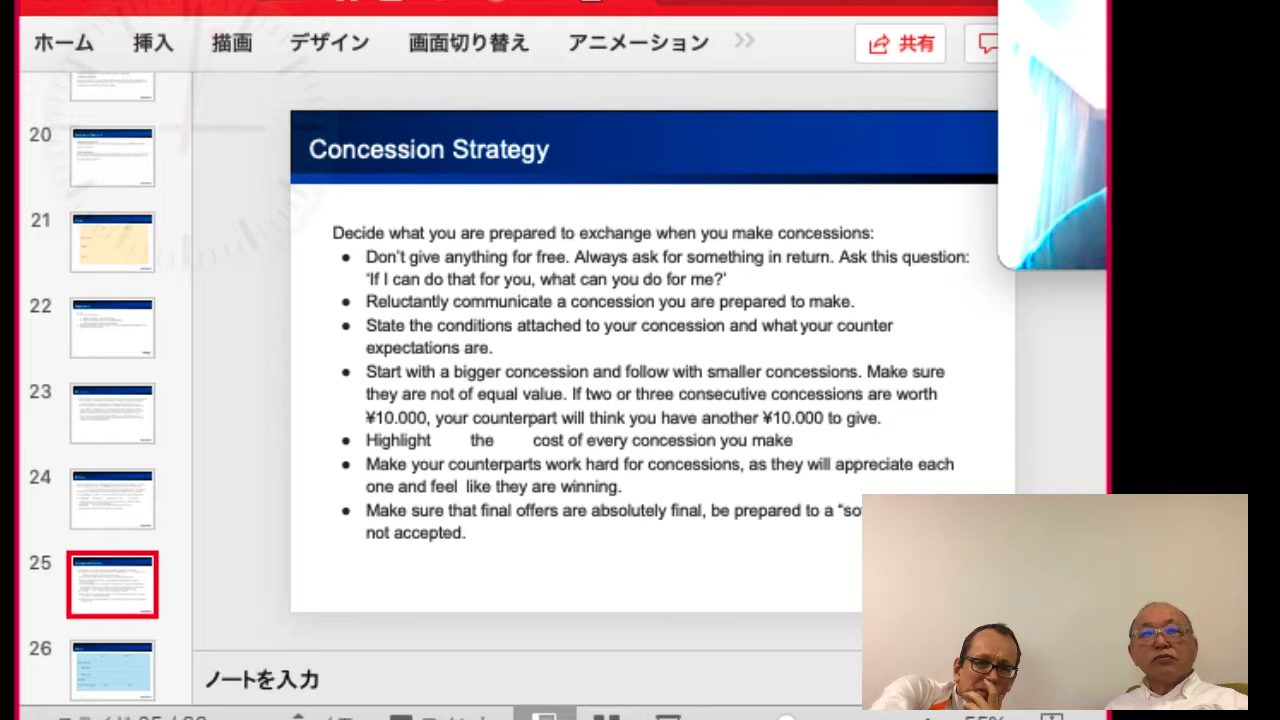 ホーム 挿入 描画 デザイン 画面切り替え アニメーション 共有
20
21
22
23
24
25
26
Concession Strategy
Decide what you are prepared to exchange when you make concessions:
● Don't give anything for free. Always ask for something in return. Ask this question:
'If I can do that for you, what can you do for me?'
● Reluctantly communicate a concession you are prepared to make.
● State the conditions attached to your concession and what your counter
expectations are.
● Start with a bigger concession and follow with smaller concessions. Make sure
they are not of equal value. If two or three consecutive concessions are worth
¥10.000, your counterpart will think you have another ¥10.000 to give.
● Highlight the cost of every concession you make
● Make your counterparts work hard for concessions, as they will appreciate each
one and feel like they are winning.
● Make sure that final offers are absolutely final, be prepared to a
not accepted.
ノートを入力